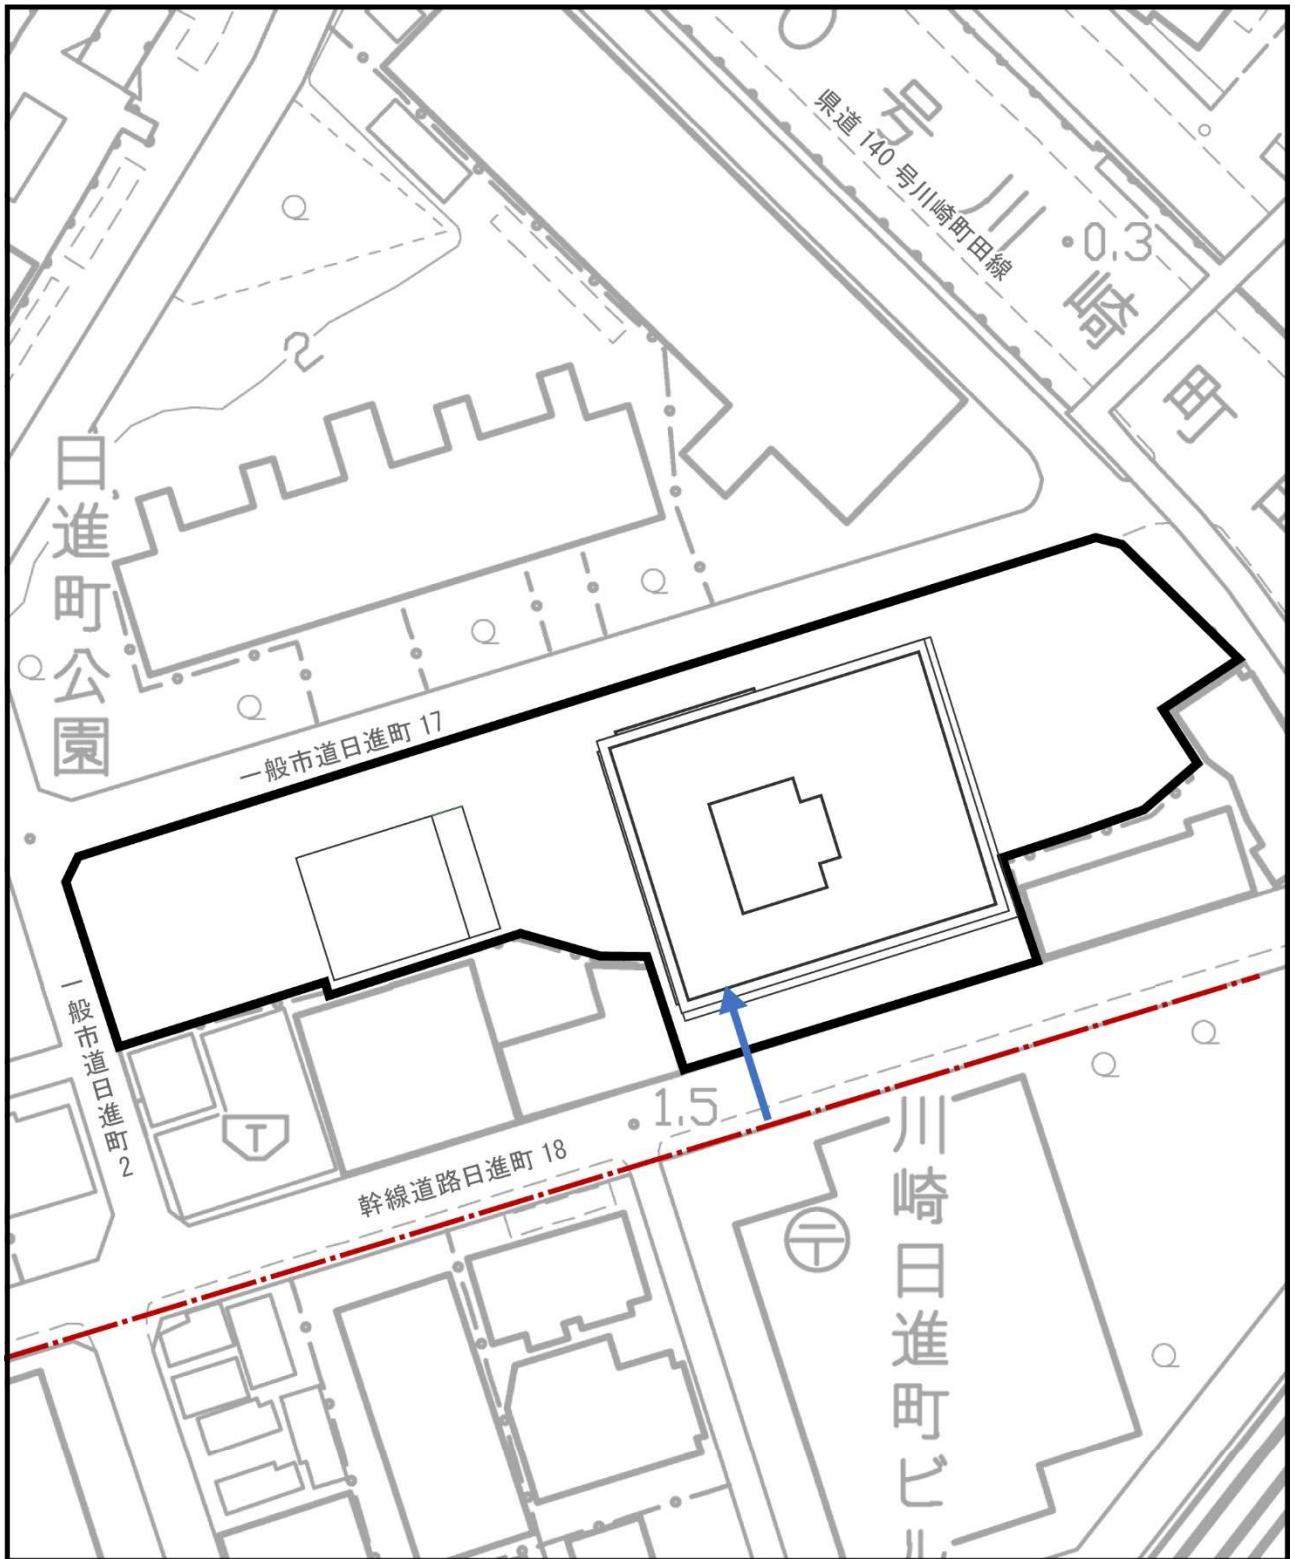 号川崎町
県道 140 号川崎町田線
0.3
2
日進町公園
一般市道日進町 17
一般市道日進町 2
1.5
幹線道路日進町 18
川崎日進町ビ